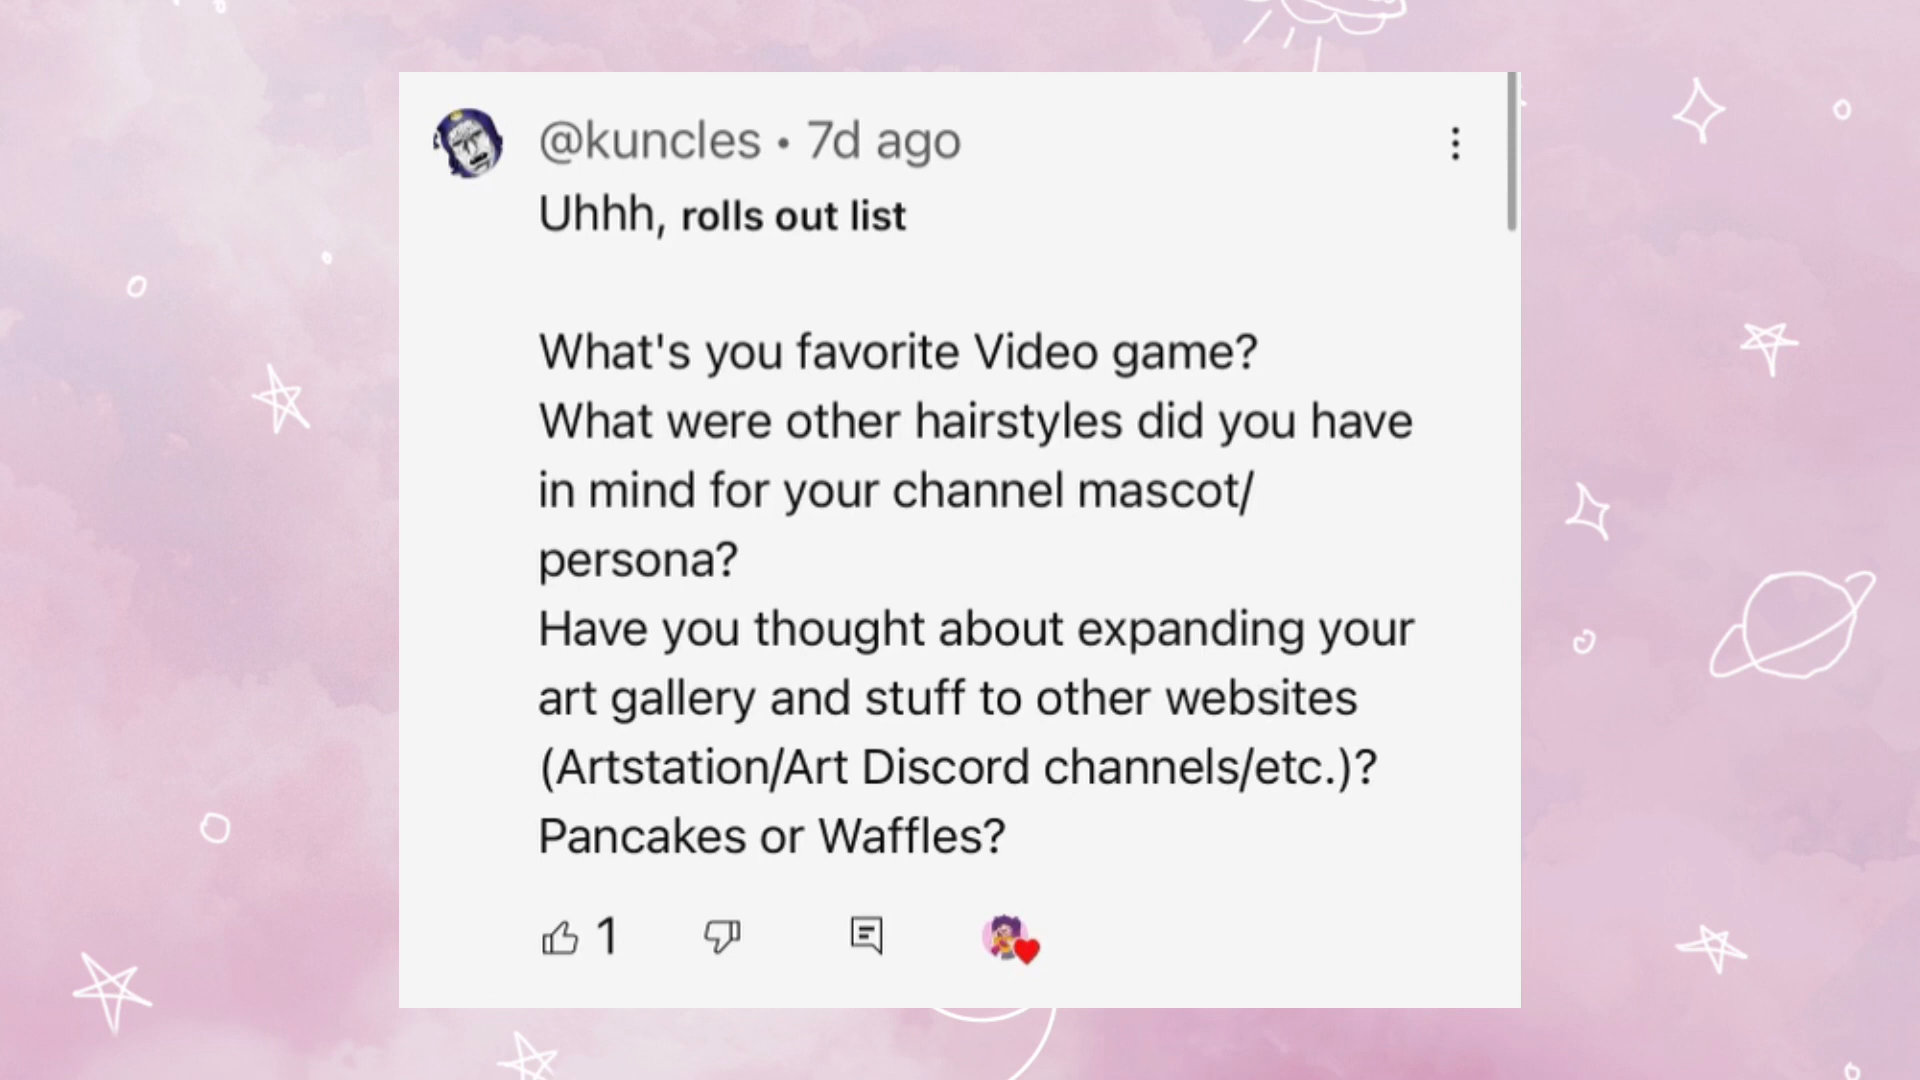 @kuncles • 7d ago
Uhhh, rolls out list
What's you favorite Video game?
What were other hairstyles did you have
in mind for your channel mascot/
persona?
Have you thought about expanding your
art gallery and stuff to other websites
(Artstation/Art Discord channels/etc.)?
Pancakes or Waffles?
1